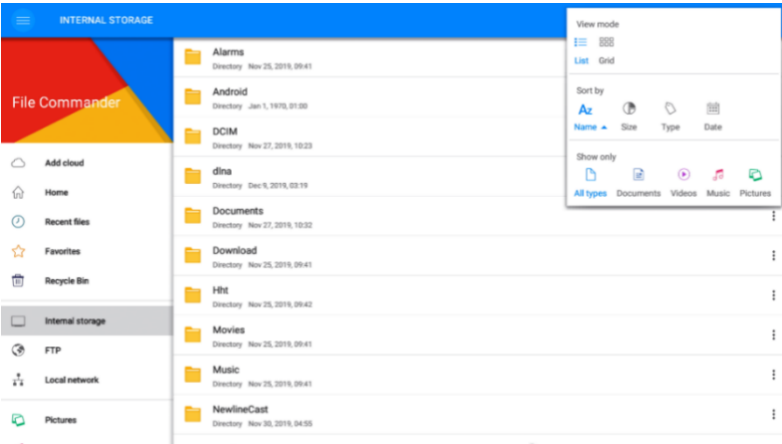 INTERNAL STORAGE
File Commander
Add cloud
Home
Recent files
Favorites
Recycle Bin
Internal storage
FTP
Local network
Pictures
Alarms
Directory Nov 25, 2019, 09:41
Android
Directory Jan 1, 1970, 01:00
DCIM
Directory Nov 27, 2019, 10:23
dlna
Directory Dec 9, 2019, 03:19
Documents
Directory Nov 27, 2019, 10:32
Download
Directory Nov 25, 2019, 09:41
Hht
Directory Nov 25, 2019, 09:42
Movies
Directory Nov 25, 2019, 09:41
Music
Directory Nov 25, 2019, 09:41
NewlineCast
Directory Nov 30, 2019, 04:55
View mode
List Grid
Sort by
Az
Name Size Type Date
Show only
All types Documents Videos Music Pictures